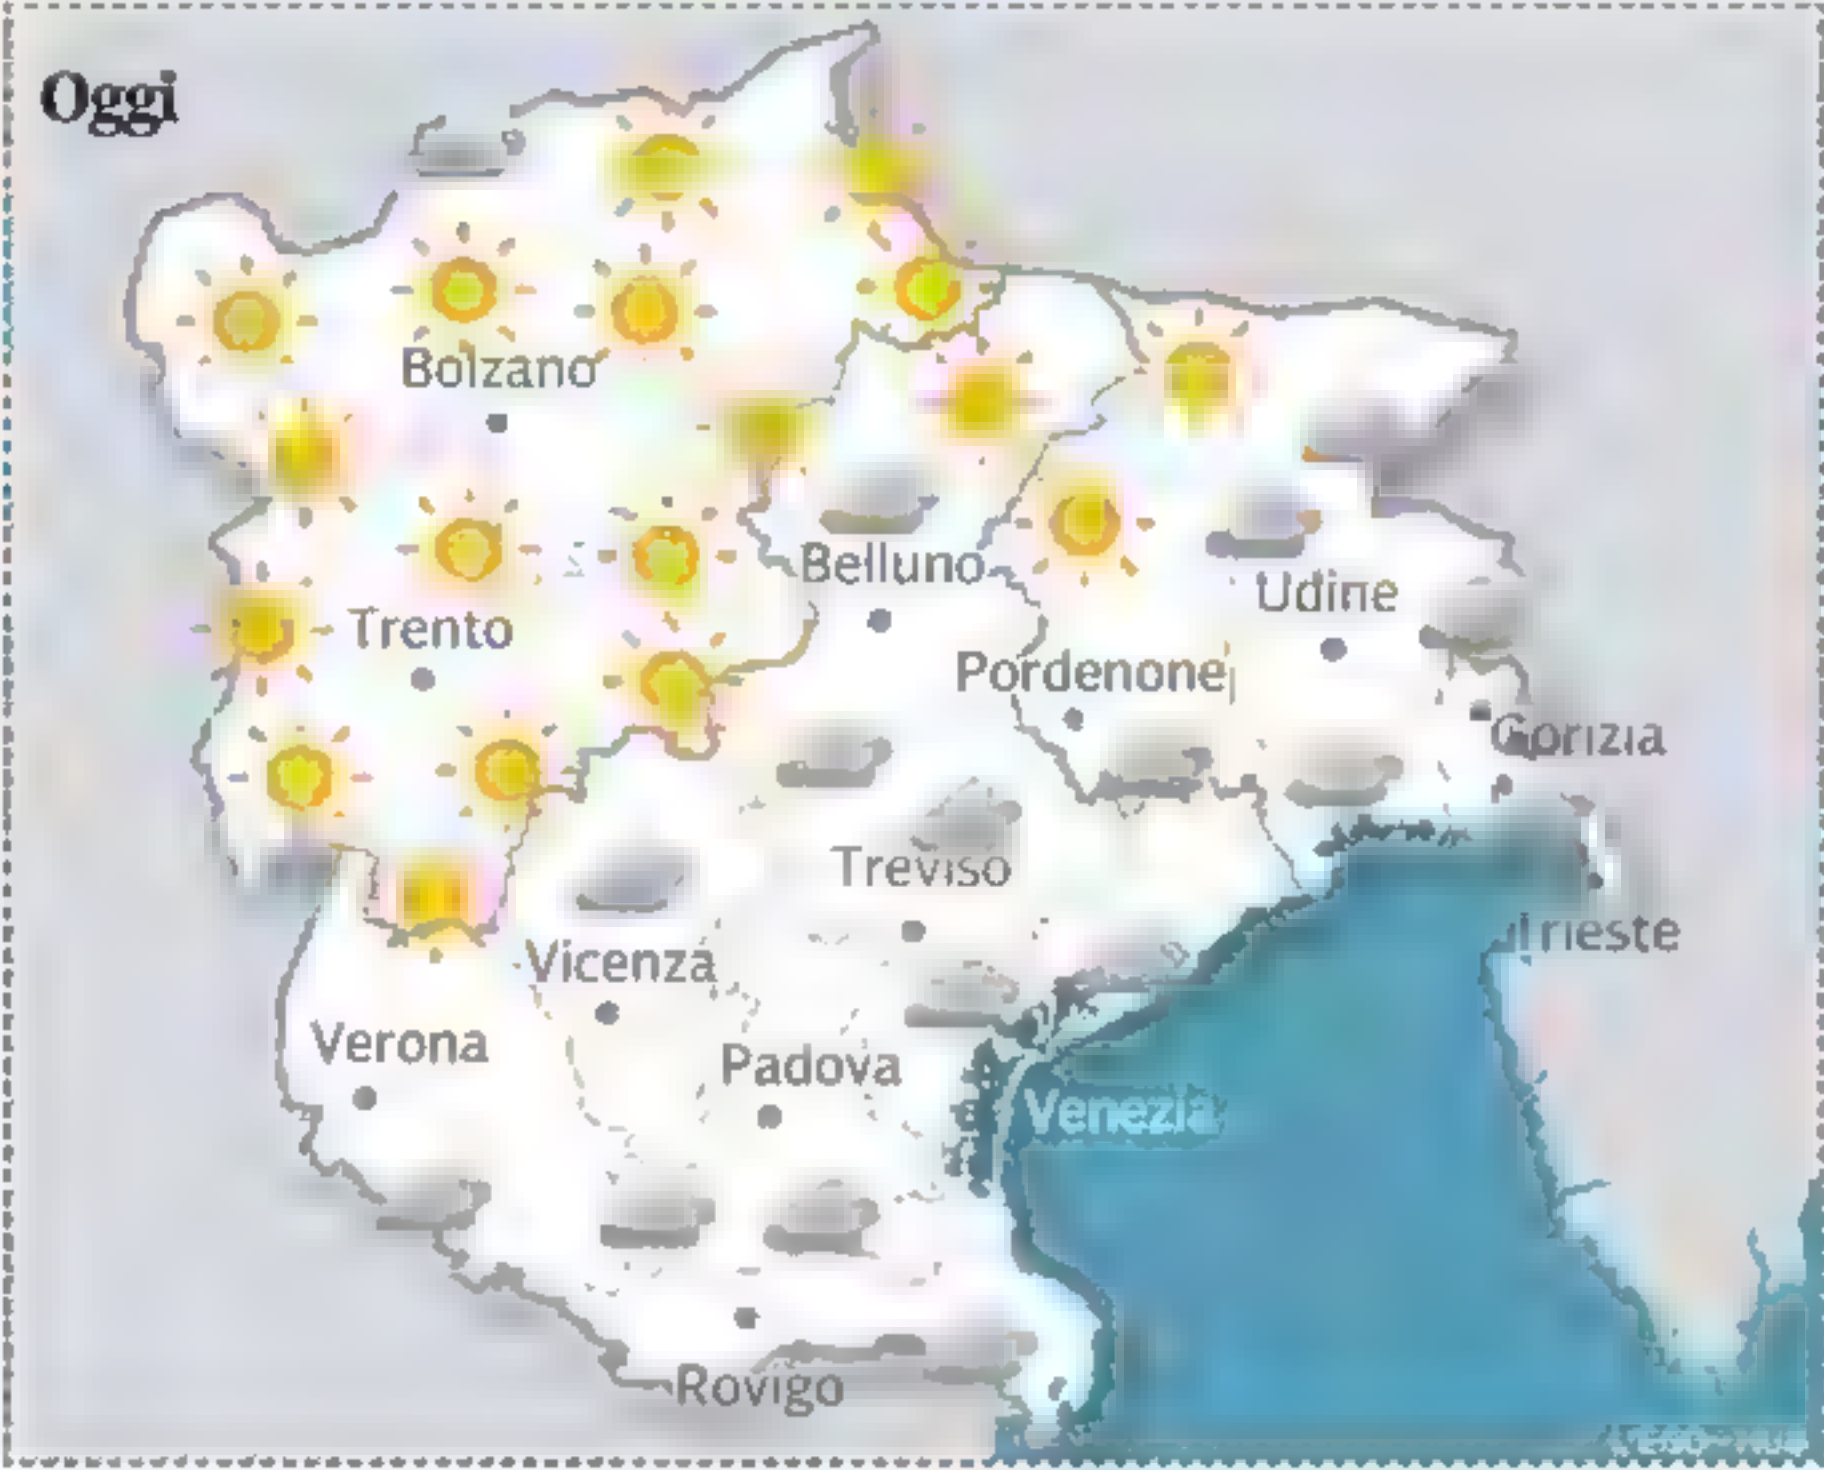 Oggi
Bolzano
Trento
Belluno
Udine
Pordenone
Gorizia
Treviso
Trieste
Vicenza
Verona
Padova
Venezia
Rovigo